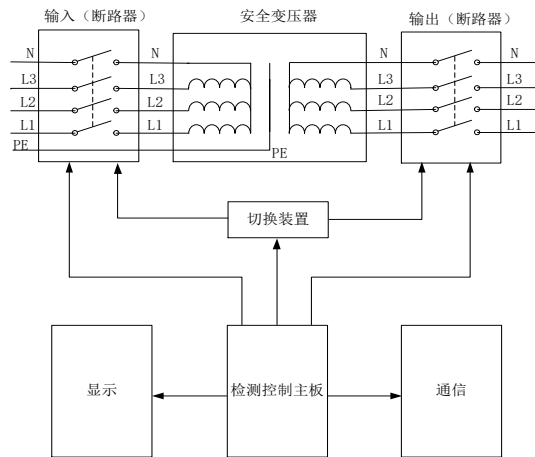 输入（断路器）
安全变压器
输出（断路器）
N N N N
L3 L3 L3 L3
L2 L2 L2 L2
L1 L1 L1 L1
PE
PE
切换装置
显示
检测控制主板
通信